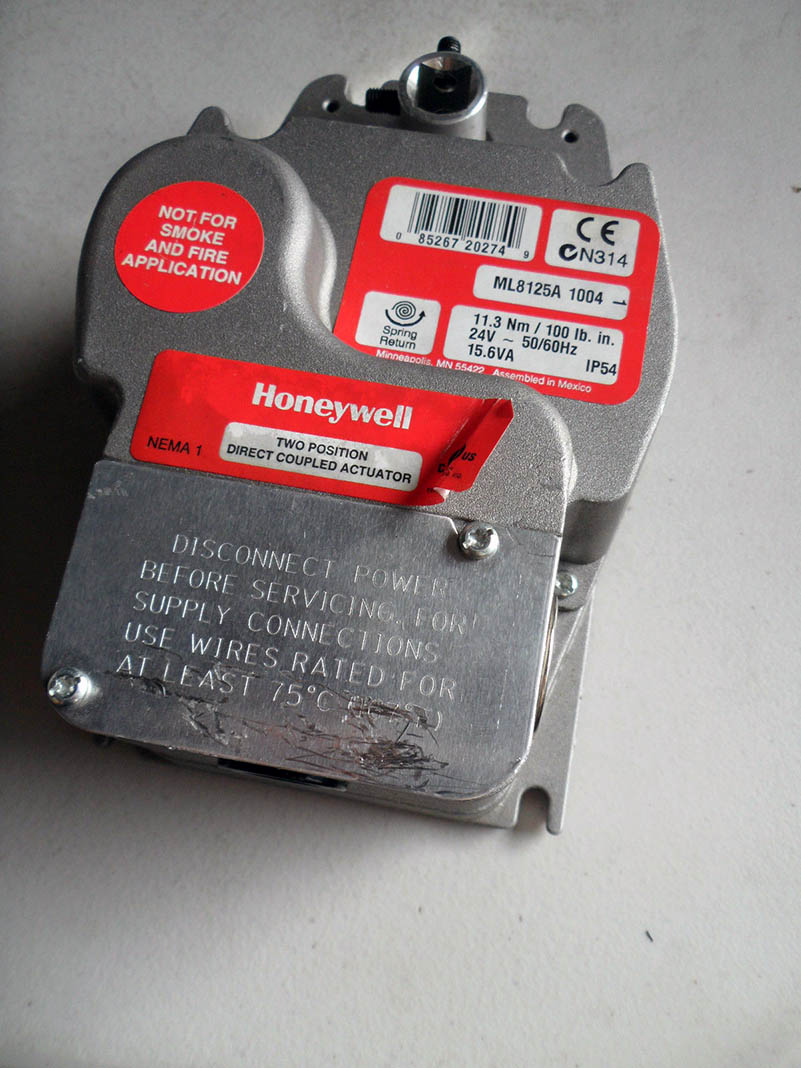 NOT FOR
SMOKE
AND FIRE
APPLICATION
0 85267 20274 9
CE
N314
ML8125A 1004
Spring
Return
11.3 Nm / 100 lb. in.
24V ~ 50/60Hz
15.6VA
IP54
Minneapolis, MN 55422 Assembled in Mexico
Honeywell
NEMA 1
TWO POSITION
DIRECT COUPLED ACTUATOR
US
DISCONNECT POWER
BEFORE SERVICING. FOR
SUPPLY CONNECTIONS
USE WIRES RATED FOR
AT LEAST 75°C